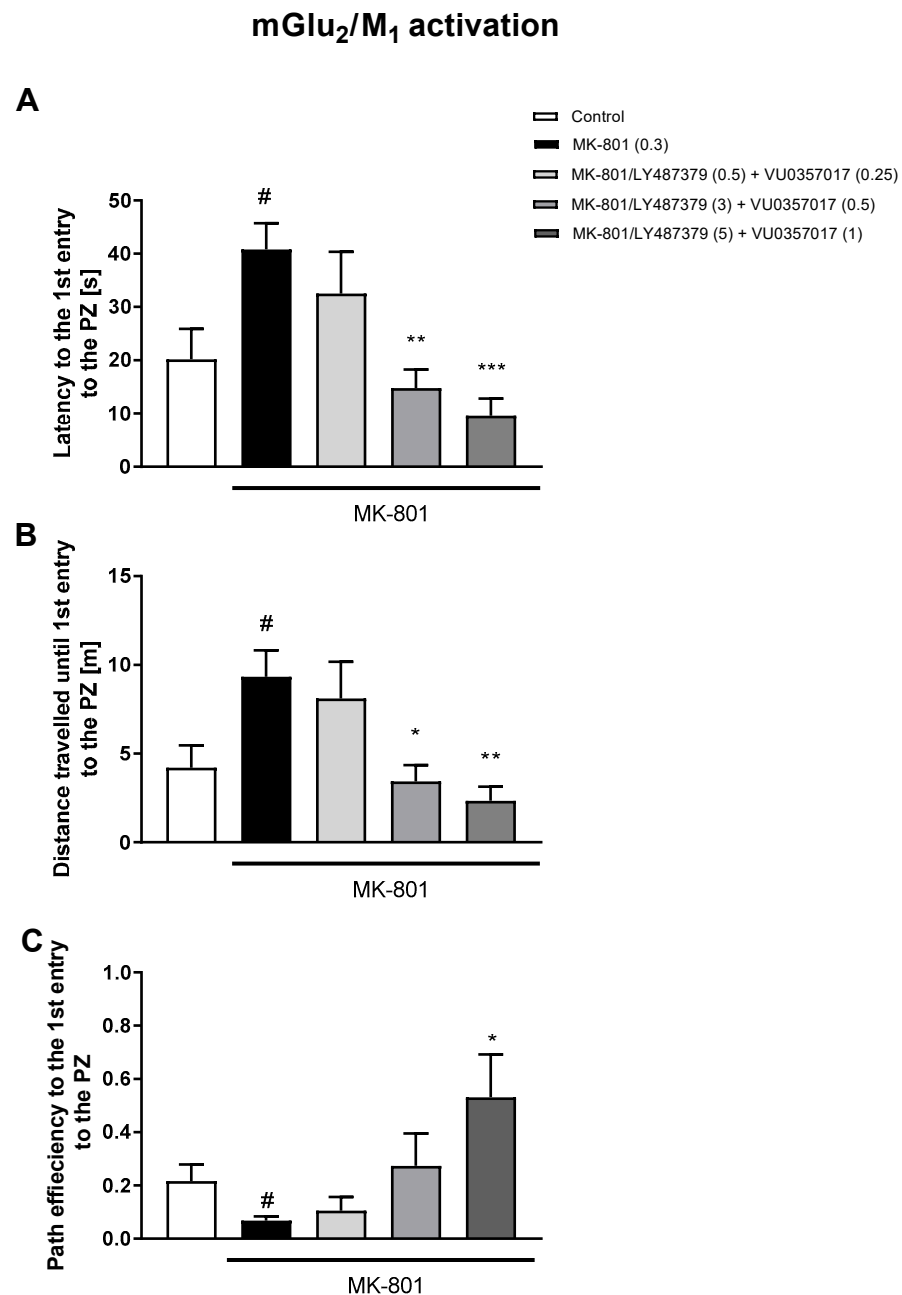 mGlu2/M1 activation
A
Control
MK-801 (0.3)
MK-801/LY487379 (0.5) + VU0357017 (0.25)
MK-801/LY487379 (3) + VU0357017 (0.5)
MK-801/LY487379 (5) + VU0357017 (1)
Latency to the 1st entry
to the PZ [s]
50
40
30
20
10
0
#
**
***
MK-801
B
Distance travelled until 1st entry
to the PZ [m]
15
10
5
0
#
*
**
MK-801
C
Path effieciency to the 1st entry
to the PZ
1.0
0.8
0.6
0.4
0.2
0.0
#
*
MK-801